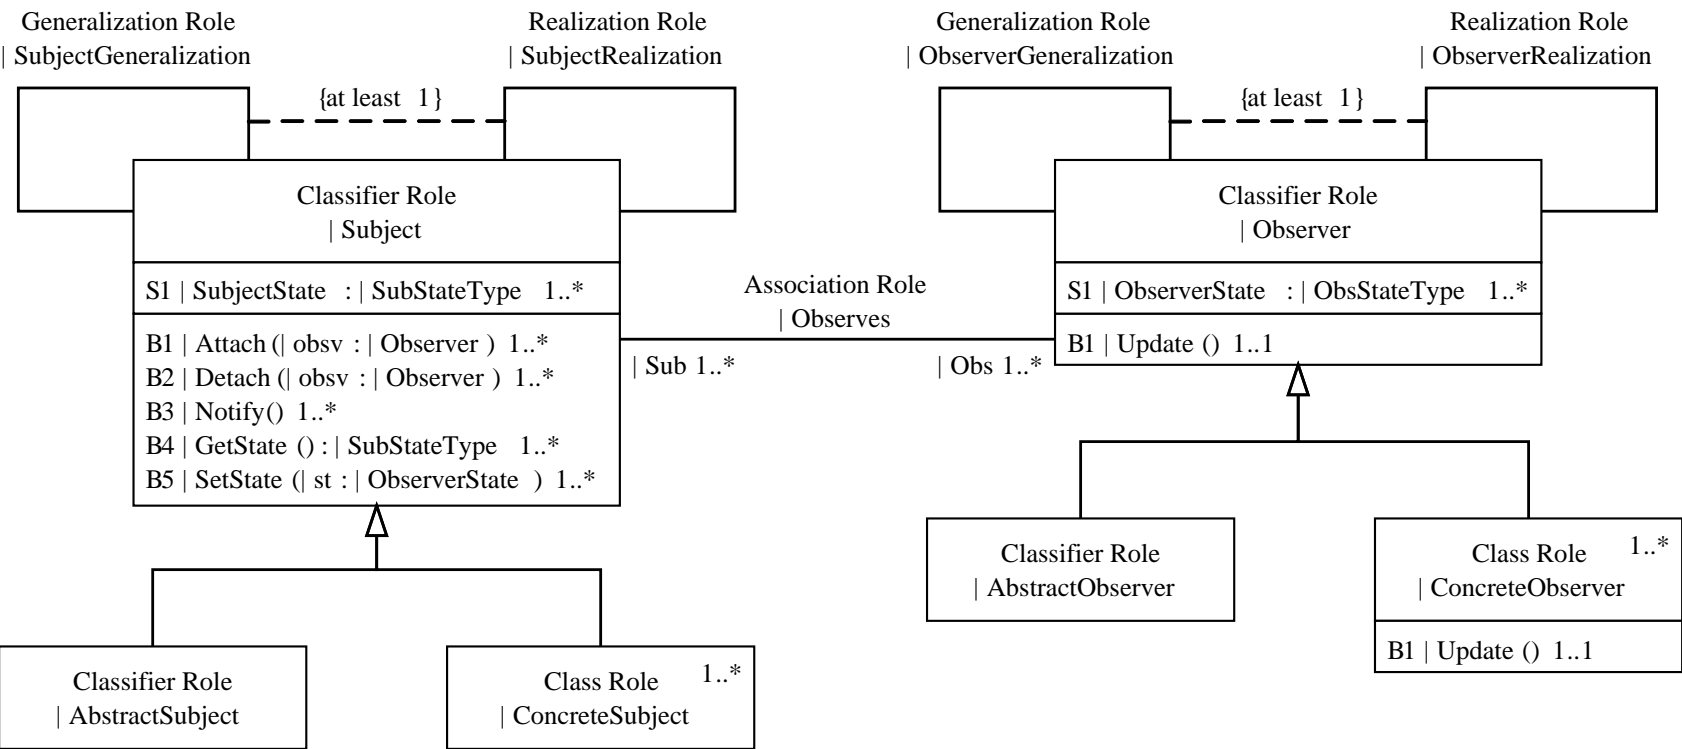 Generalization Role
| SubjectGeneralization
Realization Role
| SubjectRealization
Generalization Role
| ObserverGeneralization
Realization Role
| ObserverRealization
{at least 1}
{at least 1}
Classifier Role
| Subject
S1 | SubjectState : | SubStateType 1..*
B1 | Attach (| obsv : | Observer ) 1..*
B2 | Detach (| obsv : | Observer ) 1..*
B3 | Notify() 1..*
B4 | GetState () : | SubStateType 1..*
B5 | SetState (| st : | ObserverState ) 1..*
Association Role
| Observes
| Sub 1..*
| Obs 1..*
Classifier Role
| Observer
S1 | ObserverState : | ObsStateType 1..*
B1 | Update () 1..1
Classifier Role
| AbstractObserver
Class Role 1..*
| ConcreteObserver
B1 | Update () 1..1
Classifier Role
| AbstractSubject
Class Role 1..*
| ConcreteSubject